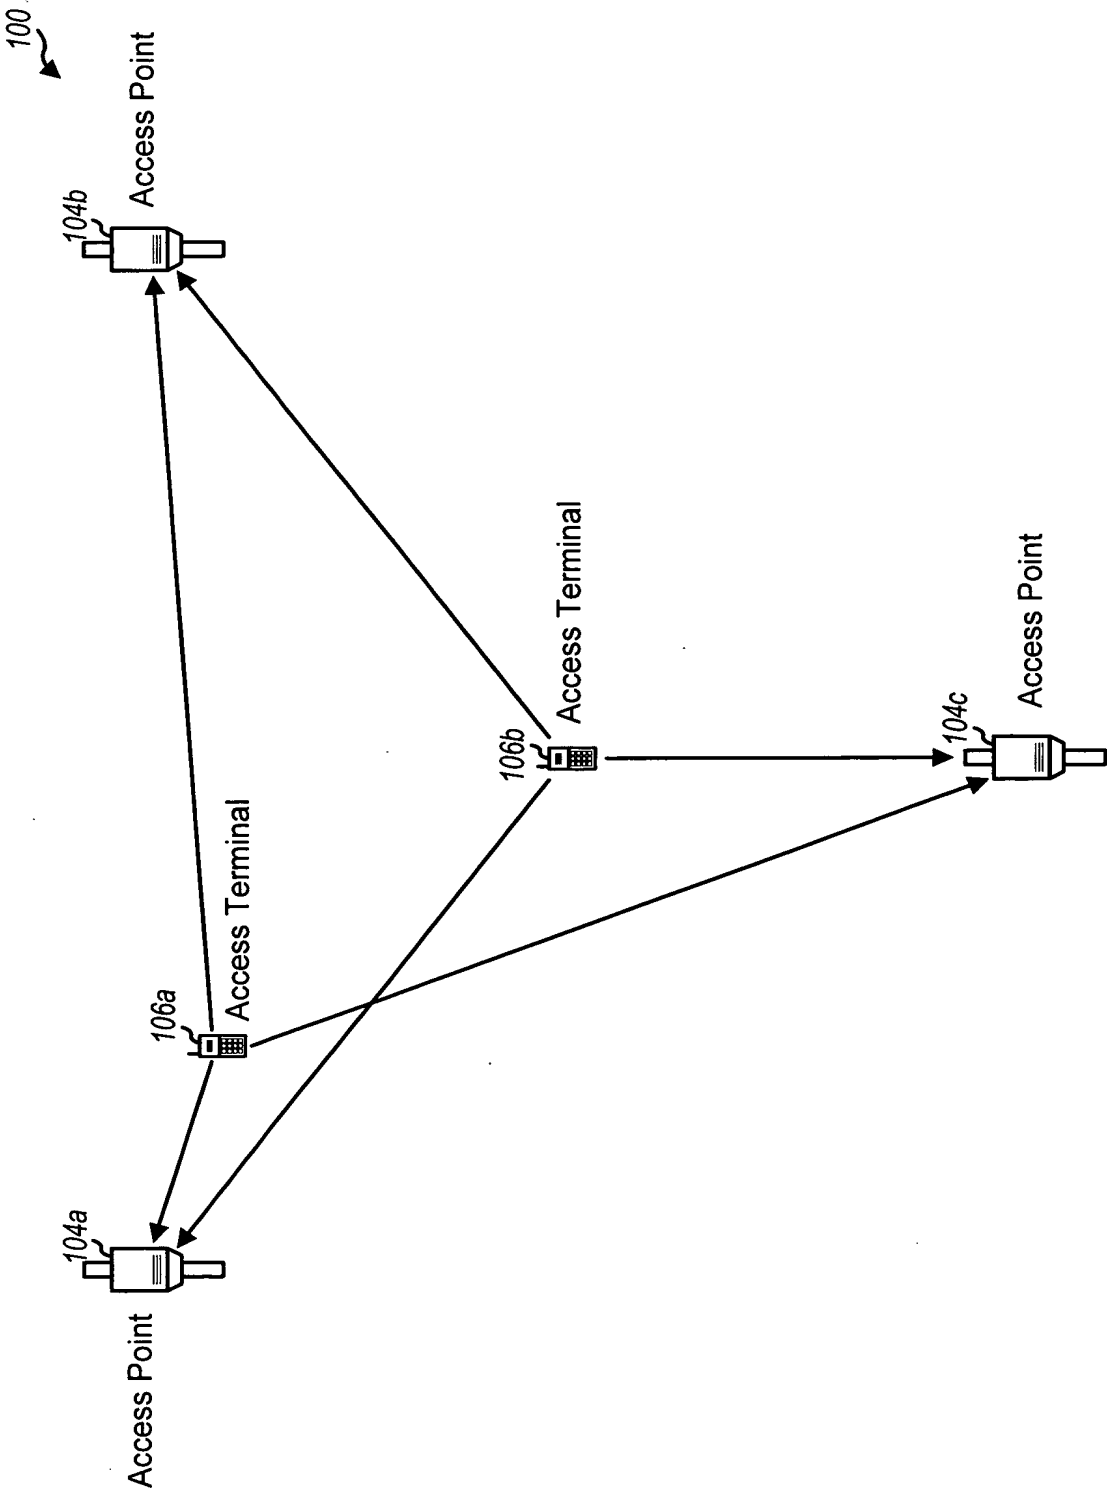 100
104a
Access Point
106a
Access Terminal
104b
Access Point
106b
Access Terminal
104c
Access Point